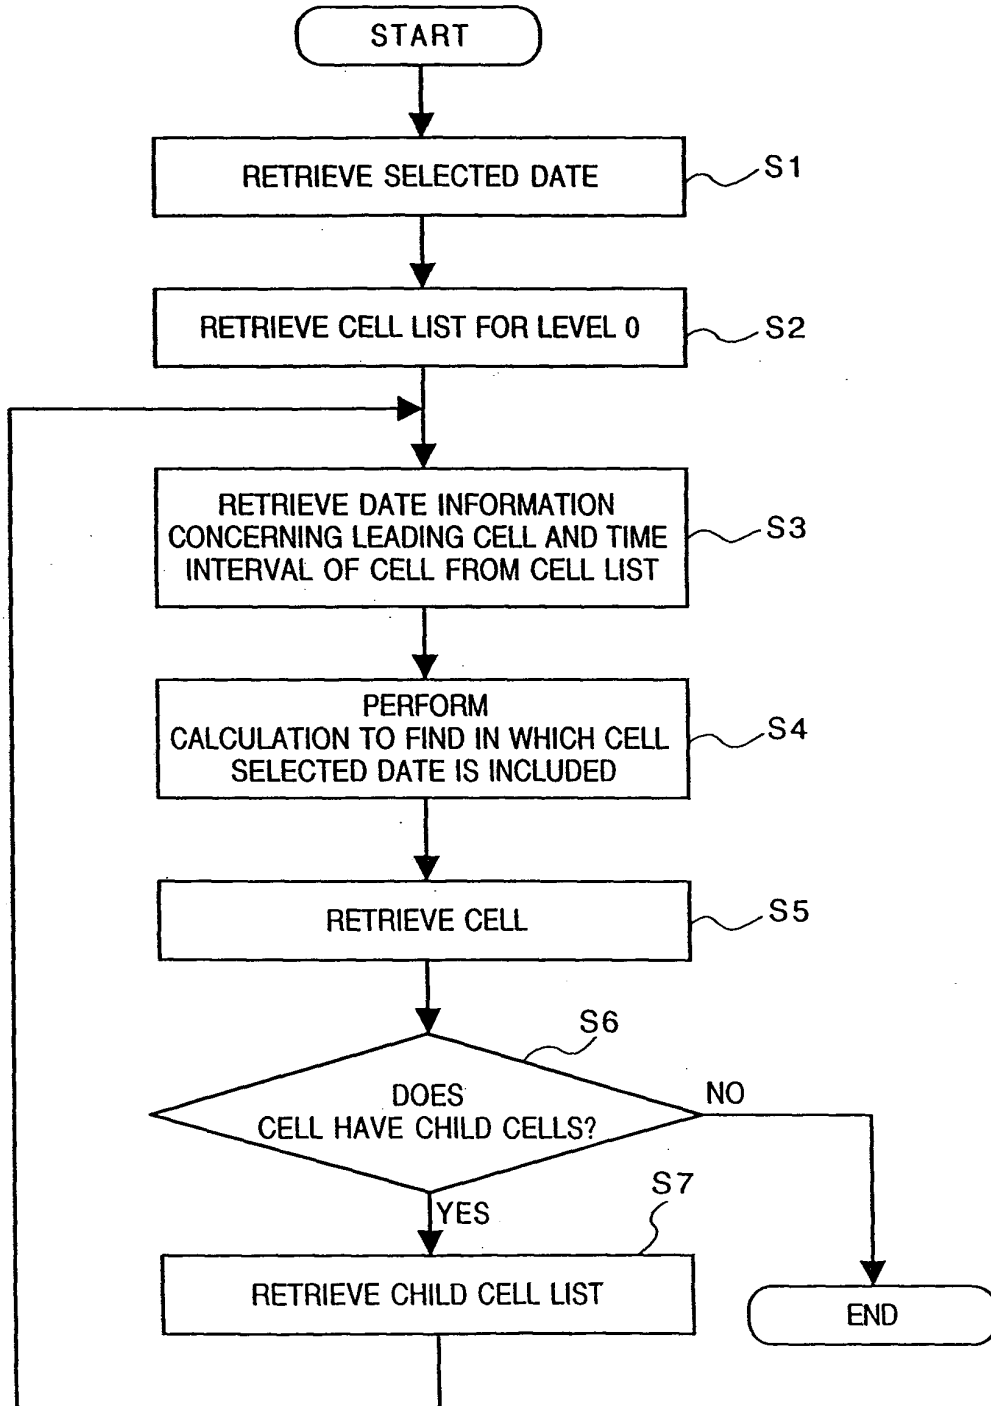 START
RETRIEVE SELECTED DATE
S1
RETRIEVE CELL LIST FOR LEVEL 0
S2
RETRIEVE DATE INFORMATION
CONCERNING LEADING CELL AND TIME
INTERVAL OF CELL FROM CELL LIST
S3
PERFORM
CALCULATION TO FIND IN WHICH CELL
SELECTED DATE IS INCLUDED
S4
RETRIEVE CELL
S5
S6
DOES
CELL HAVE CHILD CELLS?
NO
YES
S7
RETRIEVE CHILD CELL LIST
END